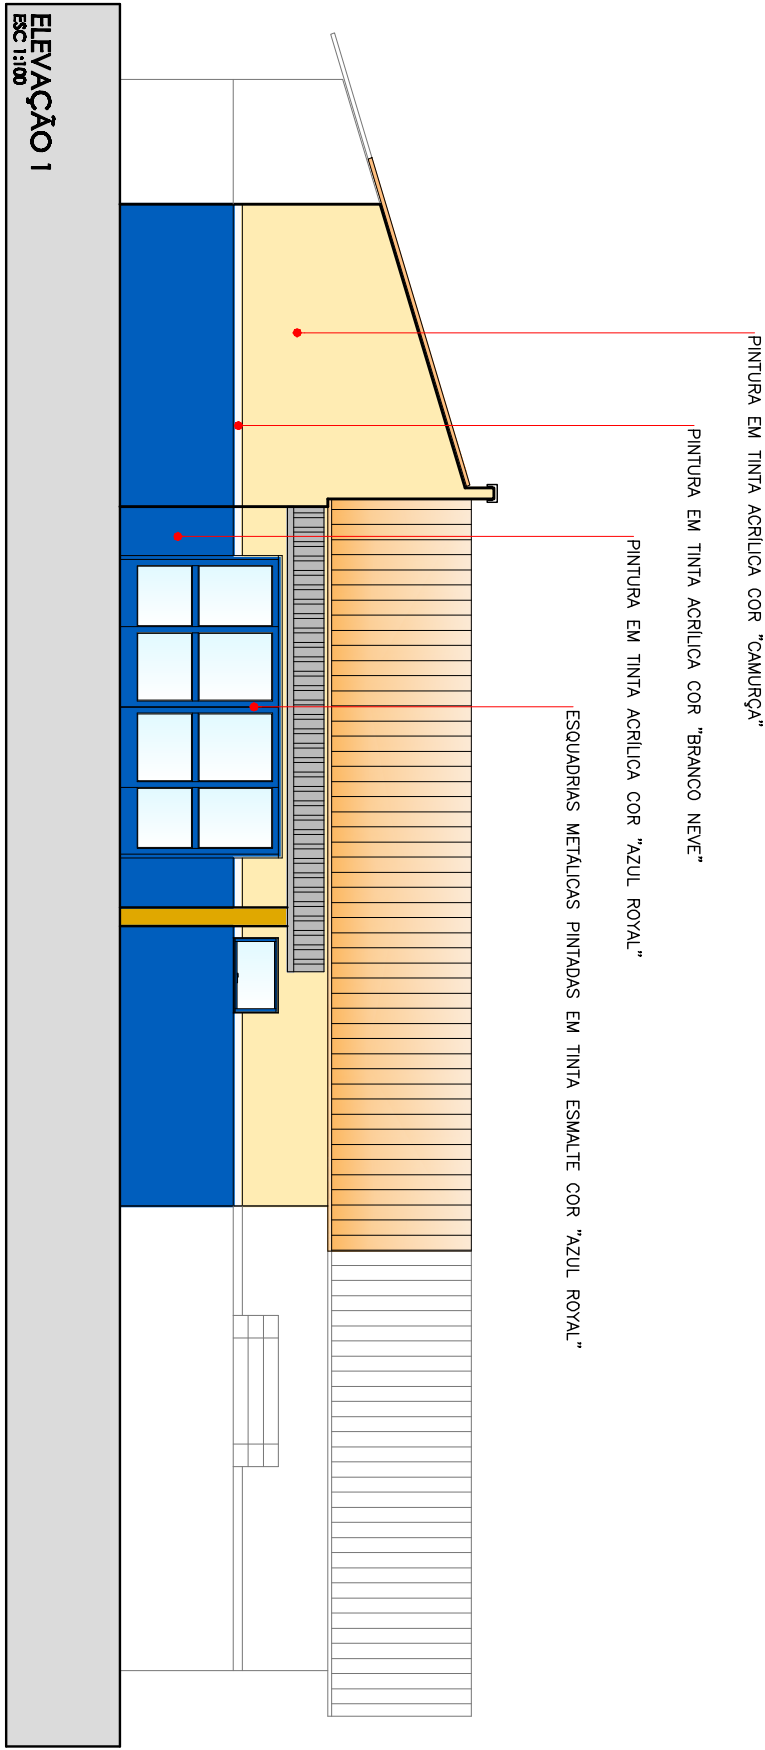 PINTURA EM TINTA ACRÍLICA COR "CAMURÇA"
PINTURA EM TINTA ACRÍLICA COR "BRANCO NEVE"
PINTURA EM TINTA ACRÍLICA COR "AZUL ROYAL"
ESQUADRIAS METÁLICAS PINTADAS EM TINTA ESMALTE COR "AZUL ROYAL"
ELEVAÇÃO 1
ESC 1:100